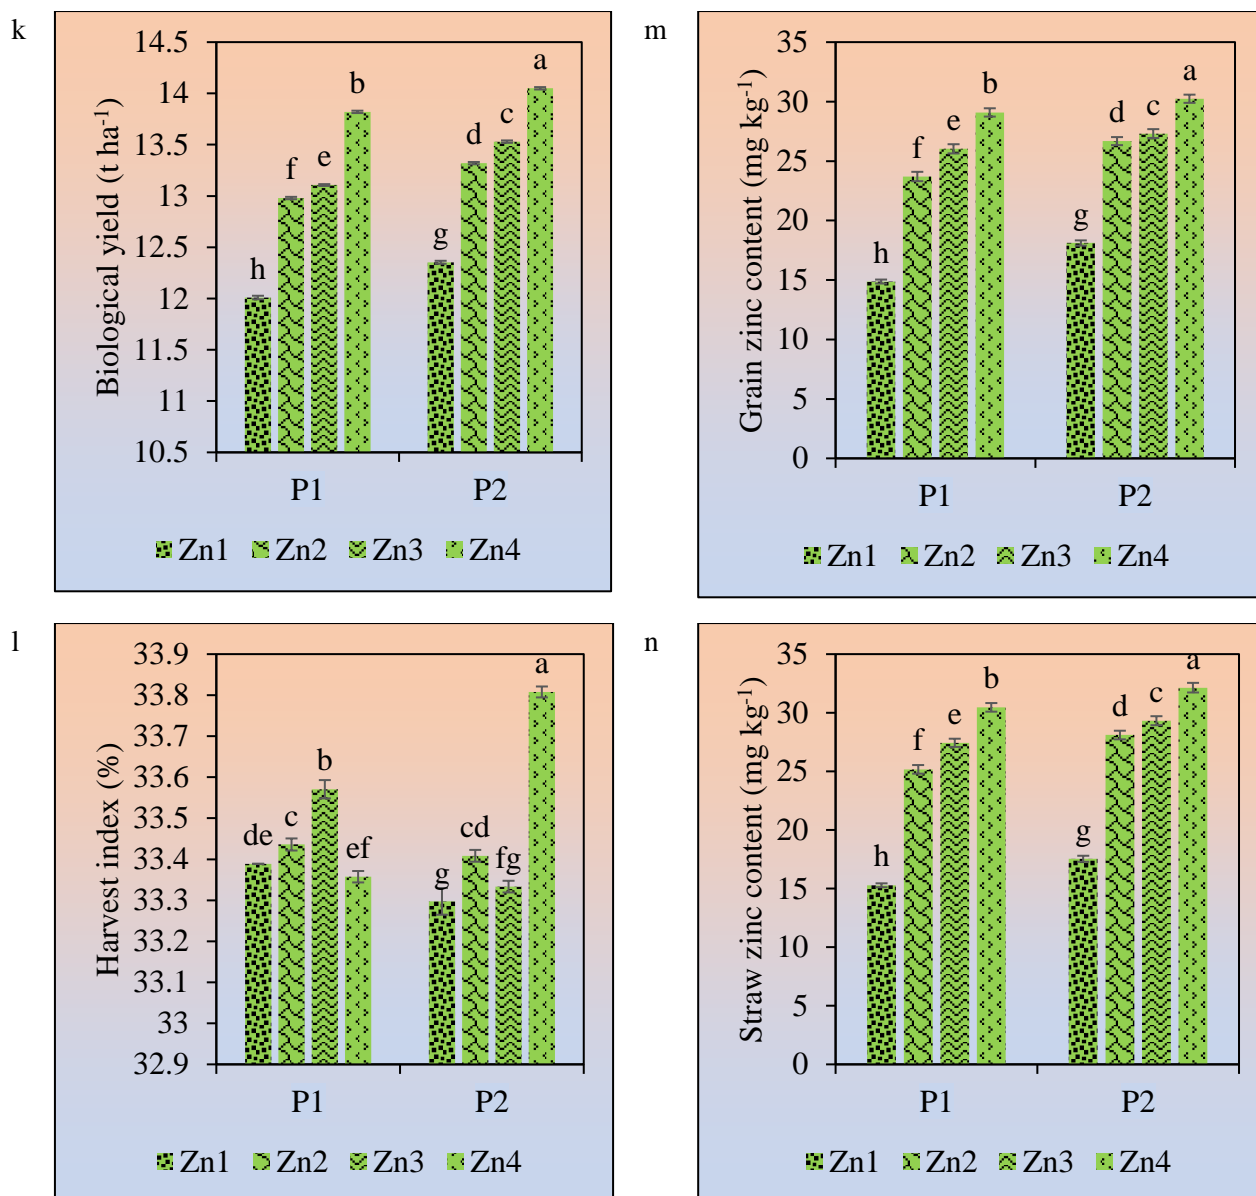 k
Biological yield (t ha⁻¹)
14.5
14
13.5
13
12.5
12
11.5
11
10.5
h
f
e
b
g
d
c
a
P1
P2
Zn1 Zn2 Zn3 Zn4
m
Grain zinc content (mg kg⁻¹)
35
30
25
20
15
10
5
0
h
f
e
b
g
d
c
a
P1
P2
Zn1 Zn2 Zn3 Zn4
l
Harvest index (%)
33.9
33.8
33.7
33.6
33.5
33.4
33.3
33.2
33.1
33
32.9
de
c
b
ef
g
cd
fg
a
P1
P2
Zn1 Zn2 Zn3 Zn4
n
Straw zinc content (mg kg⁻¹)
35
30
25
20
15
10
5
0
h
f
e
b
g
d
c
a
P1
P2
Zn1 Zn2 Zn3 Zn4